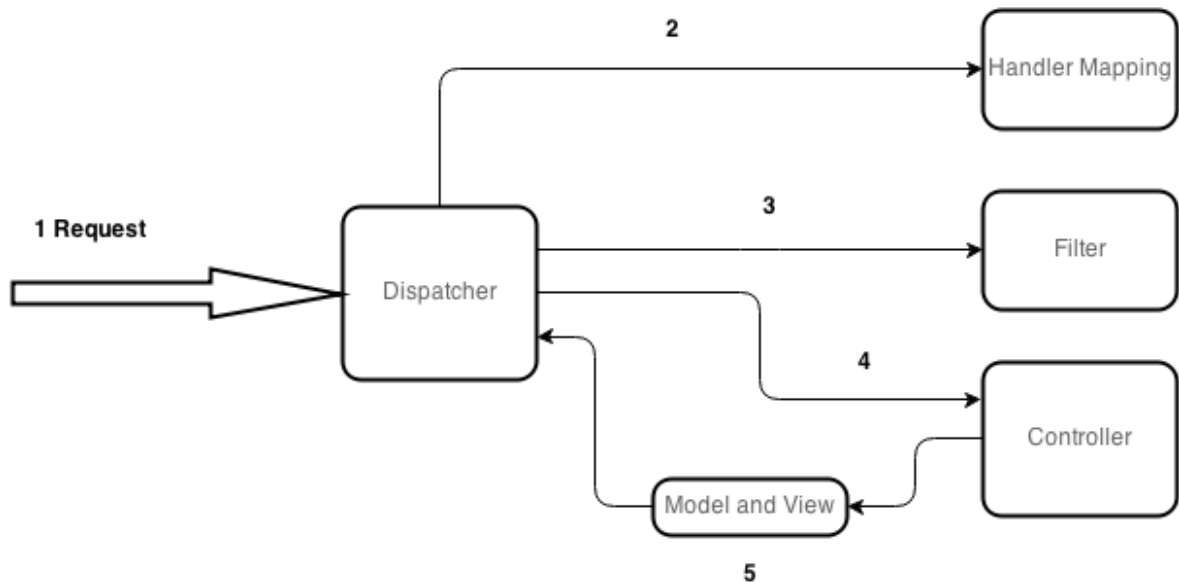 2
Handler Mapping
1 Request
3
Filter
Dispatcher
4
Controller
Model and View
5